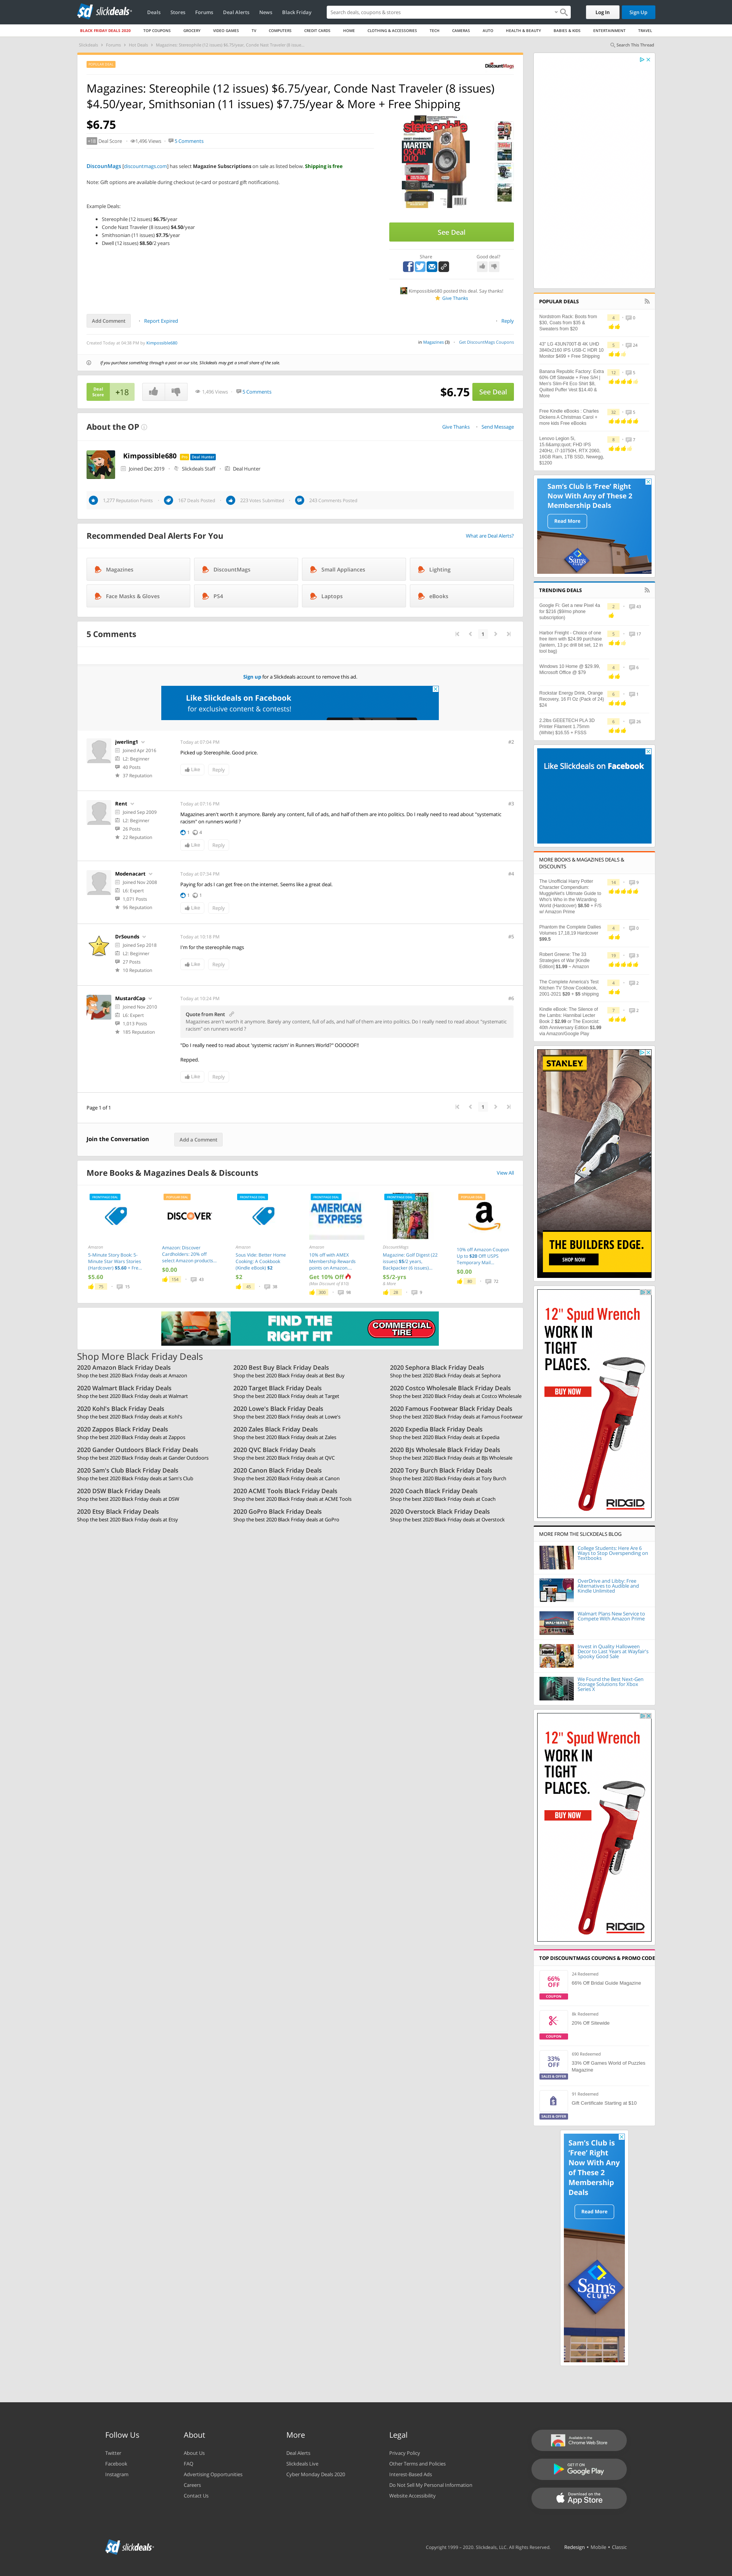 slickdeals
Deals
Stores
Forums
Deal Alerts
News
Black Friday
Search deals, coupons & stores
Log In
Sign Up
BLACK FRIDAY DEALS 2020
TOP COUPONS
GROCERY
VIDEO GAMES
TV
COMPUTERS
CREDIT CARDS
HOME
CLOTHING & ACCESSORIES
TECH
CAMERAS
AUTO
HEALTH & BEAUTY
BABIES & KIDS
ENTERTAINMENT
TRAVEL
Slickdeals
Forums
Hot Deals
Magazines: Stereophile (12 issues) $6.75/year, Conde Nast Traveler (8 issue...
Search This Thread
DiscountMags
Magazines: Stereophile (12 issues) $6.75/year, Conde Nast Traveler (8 issues)
$4.50/year, Smithsonian (11 issues) $7.75/year & More + Free Shipping
$6.75
+18 Deal Score
1,496 Views
5 Comments
DiscounMags [discountmags.com] has select Magazine Subscriptions on sale as listed below. Shipping is free
Note: Gift options are available during checkout (e-card or postcard gift notifications).
Example Deals:
Stereophile (12 issues) $6.75/year
Conde Nast Traveler (8 issues) $4.50/year
Smithsonian (11 issues) $7.75/year
Dwell (12 issues) $8.50/2 years
stereophile
MARTEN
OSCAR
DUO
See Deal
Share
Good deal?
Kimpossible680 posted this deal. Say thanks!
Give Thanks
Add Comment
Report Expired
Reply
Created Today at 04:38 PM by Kimpossible680
in Magazines (3)
Get DiscountMags Coupons
If you purchase something through a post on our site, Slickdeals may get a small share of the sale.
Deal
Score
+18
1,496 Views
5 Comments
$6.75
See Deal
About the OP
Give Thanks
Send Message
Kimpossible680
Pro
Deal Hunter
Joined Dec 2019
Slickdeals Staff
Deal Hunter
1,277 Reputation Points
167 Deals Posted
223 Votes Submitted
249 Comments Posted
Recommended Deal Alerts For You
What are Deal Alerts?
Magazines
DiscountMags
Small Appliances
Lighting
Face Masks & Gloves
PS4
Laptops
eBooks
5 Comments
1
Sign up for a Slickdeals account to remove this ad.
Like Slickdeals on Facebook
for exclusive content & contests!
jwerling1
Joined Apr 2016
L2: Beginner
40 Posts
37 Reputation
Today at 07:04 PM
#2
Picked up Stereophile. Good price.
Like
Reply
Rent
Joined Sep 2009
L2: Beginner
26 Posts
22 Reputation
Today at 07:16 PM
#3
Magazines aren't worth it anymore. Barely any content, full of ads, and half of them are into politics. Do I really need to read about "systematic
racism" on runners world ?
1
4
Like
Reply
Modenacart
Joined Nov 2008
L6: Expert
1,071 Posts
96 Reputation
Today at 07:34 PM
#4
Paying for ads I can get free on the internet. Seems like a great deal.
1
1
Like
Reply
DrSounds
Joined Sep 2018
L2: Beginner
27 Posts
10 Reputation
Today at 10:18 PM
#5
I'm for the stereophile mags
Like
Reply
MustardCap
Joined Nov 2010
L6: Expert
1,013 Posts
185 Reputation
Today at 10:24 PM
#6
Quote from Rent
Magazines aren't worth it anymore. Barely any content, full of ads, and half of them are into politics. Do I really need to read about "systematic
racism" on runners world ?
"Do I really need to read about 'systemic racism' in Runners World?" OOOOOF!!
Repped.
Like
Reply
Page 1 of 1
1
Join the Conversation
Add a Comment
More Books & Magazines Deals & Discounts
View All
FRONTPAGE DEAL
Amazon
5-Minute Story Book: 5-
Minute Star Wars Stories
(Hardcover) $5.60 + Fre...
$5.60
75
15
POPULAR DEAL
DISCOVER
Amazon: Discover
Cardholders: 20% off
select Amazon products...
$0.00
154
43
FRONTPAGE DEAL
Amazon
Sous Vide: Better Home
Cooking: A Cookbook
(Kindle eBook) $2
$2
45
38
FRONTPAGE DEAL
AMERICAN
EXPRESS
Amazon
10% off with AMEX
Membership Rewards
points on Amazon....
Get 10% Off
(Max Discount of $10)
300
98
FRONTPAGE DEAL
DiscountMags
Magazine: Golf Digest (22
issues) $5/2 years,
Backpacker (6 issues)...
$5/2-yrs
& More
28
9
POPULAR DEAL
a
10% off Amazon Coupon
Up to $20 Off! USPS
Temporary Mail...
$0.00
60
72
FIND THE
RIGHT FIT
COMMERCIAL
TIRE
Shop More Black Friday Deals
2020 Amazon Black Friday Deals
Shop the best 2020 Black Friday deals at Amazon
2020 Best Buy Black Friday Deals
Shop the best 2020 Black Friday deals at Best Buy
2020 Sephora Black Friday Deals
Shop the best 2020 Black Friday deals at Sephora
2020 Walmart Black Friday Deals
Shop the best 2020 Black Friday deals at Walmart
2020 Target Black Friday Deals
Shop the best 2020 Black Friday deals at Target
2020 Costco Wholesale Black Friday Deals
Shop the best 2020 Black Friday deals at Costco Wholesale
2020 Kohl's Black Friday Deals
Shop the best 2020 Black Friday deals at Kohl's
2020 Lowe's Black Friday Deals
Shop the best 2020 Black Friday deals at Lowe's
2020 Famous Footwear Black Friday Deals
Shop the best 2020 Black Friday deals at Famous Footwear
2020 Zappos Black Friday Deals
Shop the best 2020 Black Friday deals at Zappos
2020 Zales Black Friday Deals
Shop the best 2020 Black Friday deals at Zales
2020 Expedia Black Friday Deals
Shop the best 2020 Black Friday deals at Expedia
2020 Gander Outdoors Black Friday Deals
Shop the best 2020 Black Friday deals at Gander Outdoors
2020 QVC Black Friday Deals
Shop the best 2020 Black Friday deals at QVC
2020 BJs Wholesale Black Friday Deals
Shop the best 2020 Black Friday deals at BJs Wholesale
2020 Sam's Club Black Friday Deals
Shop the best 2020 Black Friday deals at Sam's Club
2020 Canon Black Friday Deals
Shop the best 2020 Black Friday deals at Canon
2020 Tory Burch Black Friday Deals
Shop the best 2020 Black Friday deals at Tory Burch
2020 DSW Black Friday Deals
Shop the best 2020 Black Friday deals at DSW
2020 ACME Tools Black Friday Deals
Shop the best 2020 Black Friday deals at ACME Tools
2020 Coach Black Friday Deals
Shop the best 2020 Black Friday deals at Coach
2020 Etsy Black Friday Deals
Shop the best 2020 Black Friday deals at Etsy
2020 GoPro Black Friday Deals
Shop the best 2020 Black Friday deals at GoPro
2020 Overstock Black Friday Deals
Shop the best 2020 Black Friday deals at Overstock
POPULAR DEALS
Nordstrom Rack: Boots from
$30, Coats from $35 &
Sweaters from $20
4
0
43" LG 43UN700T-B 4K UHD
3840x2160 IPS USB-C HDR 10
Monitor $499 + Free Shipping
5
34
Banana Republic Factory: Extra
60% Off Sitewide + Free S/H |
Men's Slim-Fit Eco Shirt $8,
Quilted Puffer Vest $14.40 &
More
12
5
Free Kindle eBooks : Charles
Dickens A Christmas Carol +
more kids Free eBooks
32
5
Lenovo Legion 5i,
15.6&amp;quot; FHD IPS
240Hz, i7-10750H, RTX 2060,
16GB Ram, 1TB SSD, Newegg,
$1200
8
7
Sam's Club is 'Free' Right
Now With Any of These 2
Membership Deals
Read More
Sam's
TRENDING DEALS
Google Fi: Get a new Pixel 4a
for $216 ($9/mo phone
subscription)
2
43
Harbor Freight - Choice of one
free item with $24.99 purchase
(lantern, 13 pc drill bit set, 12 in
tool bag)
5
17
Windows 10 Home @ $29.99,
Microsoft Office @ $79
4
6
Rockstar Energy Drink, Orange
Recovery, 16 Fl Oz (Pack of 24)
$24
6
7
2.2lbs GEEETECH PLA 3D
Printer Filament 1.75mm
(White) $16.55 + FSSS
6
26
Like Slickdeals on Facebook
MORE BOOKS & MAGAZINES DEALS &
DISCOUNTS
The Unofficial Harry Potter
Character Compendium:
MuggleNet's Ultimate Guide to
Who's Who in the Wizarding
World (Hardcover) $8.50 + F/S
w/ Amazon Prime
14
9
Phantom the Complete Dailies
Volumes 17,18,19 Hardcover
$99.5
4
0
Robert Greene: The 33
Strategies of War [Kindle
Edition] $1.99 ~ Amazon
19
3
The Complete America's Test
Kitchen TV Show Cookbook,
2001-2021 $20 + $5 shipping
4
2
Kindle eBook: The Silence of
the Lambs: Hannibal Lecter
Book 2 $2.99 or The Exorcist:
40th Anniversary Edition $1.99
via Amazon/Google Play
7
2
STANLEY
THE BUILDERS EDGE.
SHOP NOW
12" Spud Wrench
WORK IN
TIGHT
PLACES.
BUY NOW
RIDGID
MORE FROM THE SLICKDEALS BLOG
College Students: Here Are 6
Ways to Stop Overspending on
Textbooks
OverDrive and Libby: Free
Alternatives to Audible and
Kindle Unlimited
Walmart Plans New Service to
Compete With Amazon Prime
Invest in Quality Halloween
Decor to Last Years at Wayfair's
Spooky Good Sale
We Found the Best Next-Gen
Storage Solutions for Xbox
Series X
12" Spud Wrench
WORK IN
TIGHT
PLACES.
BUY NOW
RIDGID
TOP DISCOUNTMAGS COUPONS & PROMO CODE
66%
OFF
COUPON
2k Redeemed
66% Off Bridal Guide Magazine
COUPON
8k Redeemed
20% Off Sitewide
33%
OFF
SALES & OFFER
590 Redeemed
33% Off Games World of Puzzles
Magazine
SALES & OFFER
91 Redeemed
Gift Certificate Starting at $10
Sam's Club is
'Free' Right
Now With Any
of These 2
Membership
Deals
Read More
Sam's
CLUB
Follow Us
Twitter
Facebook
Instagram
About
About Us
FAQ
Advertising Opportunities
Careers
Contact Us
More
Deal Alerts
Slickdeals Live
Cyber Monday Deals 2020
Legal
Privacy Policy
Other Terms and Policies
Interest-Based Ads
Do Not Sell My Personal Information
Website Accessibility
Available in the
Chrome Web Store
GET IT ON
Google Play
Download on the
App Store
slickdeals
Copyright 1999 - 2020. Slickdeals, LLC. All Rights Reserved.
Redesign • Mobile • Classic